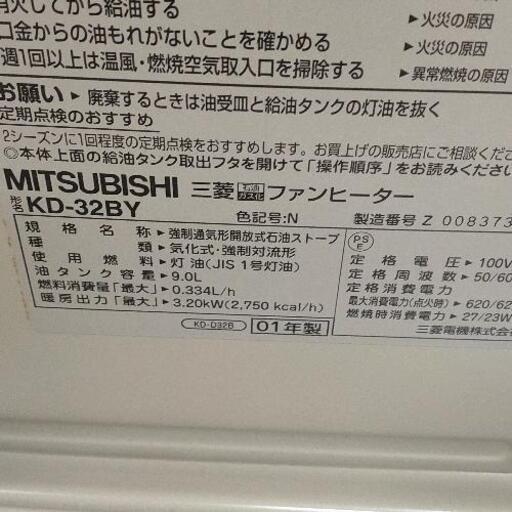 消火してから給油する
口金からの油もれがないことを確かめる
週1回以上は温風・燃焼空気取入口を掃除する
▶火災の原因
▶火災の原因
▶異常燃焼の原因
お願い ▶ 廃棄するときは油受皿と給油タンクの灯油を抜く
定期点検のおすすめ
2シーズンに1回程度の定期点検をおすすめします。お買上げの販売店にご相談くださ
◎本体上面の給油タンク取出フタを開けて「操作順序」をお読みください
MITSUBISHI 三菱 石油ガス化 ファンヒーター
形名 KD-32BY 色記号:N 製造番号 Z 008373
規格名称 ▶ 強制通気形開放式石油ストーブ
種類 ▶ 気化式・強制対流形
使用燃料 ▶ 灯油(JIS 1号灯油)
油タンク容量 ▶ 9.0L
燃料消費量「最大」▶ 0.334L/h
暖房出力「最大」▶ 3.20kW(2,750 kcal/h)
KD-D32B 01年製
PSE
定格電圧 ▶ 100V
定格周波数 ▶ 50/60
定格消費電力
最大消費電力(点火時) ▶ 620/62
燃焼時消費電力 ▶ 27/23W
三菱電機株式会